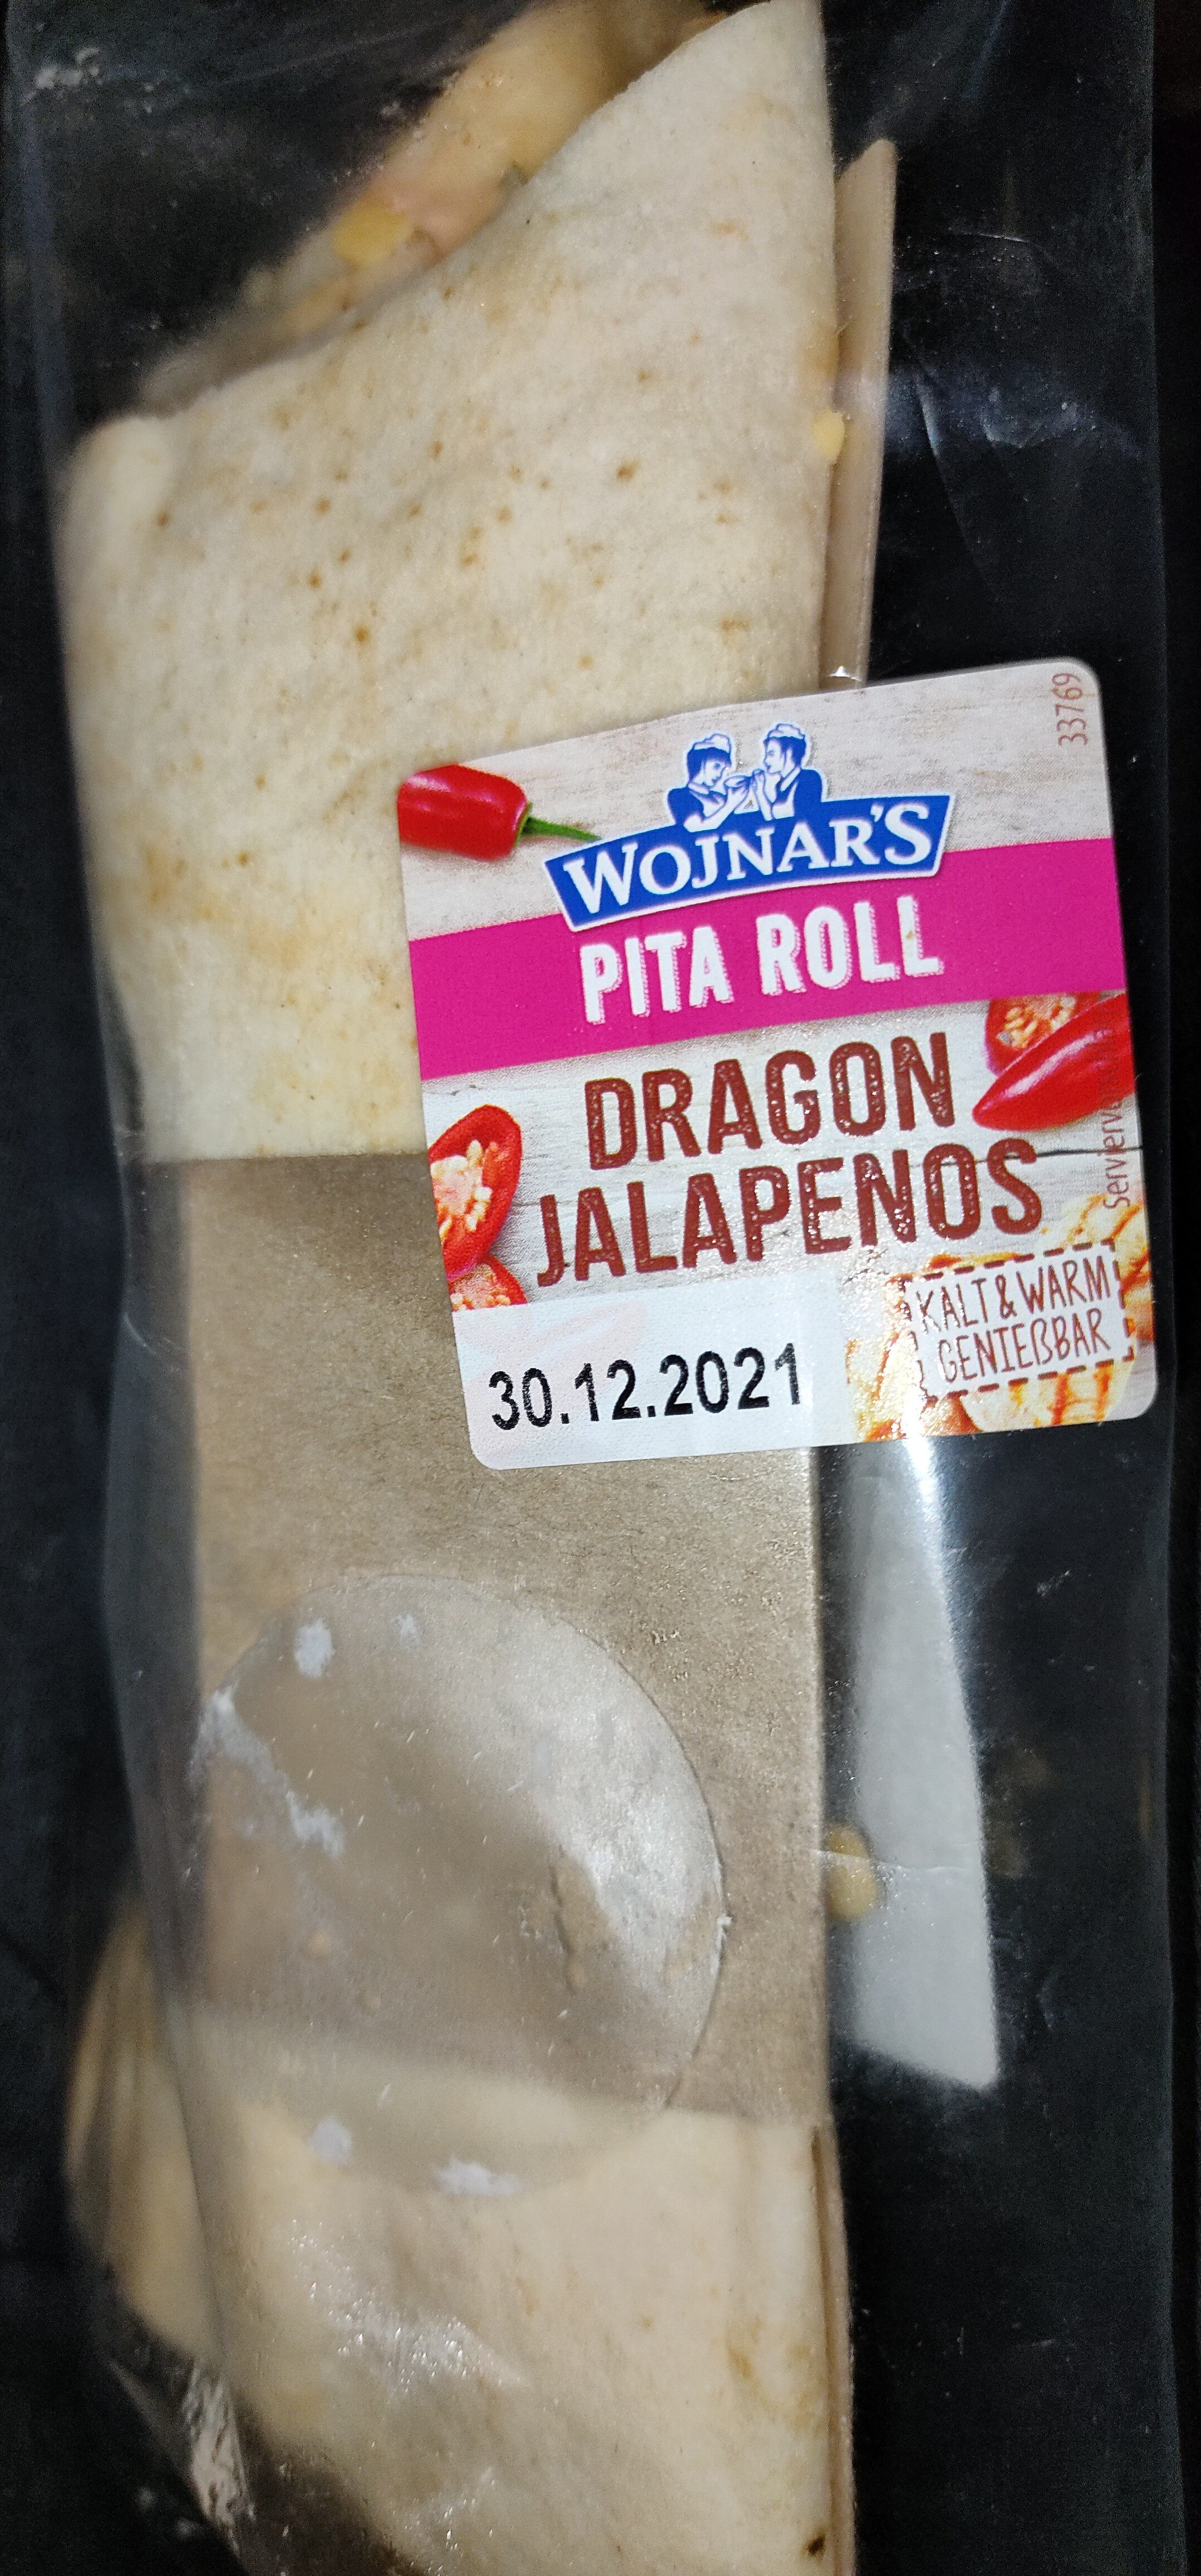 33769
WOJNAR'S
PITA ROLL
DRAGON
JALAPENOS
KALT & WARM
GENIEßBAR
30.12.2021